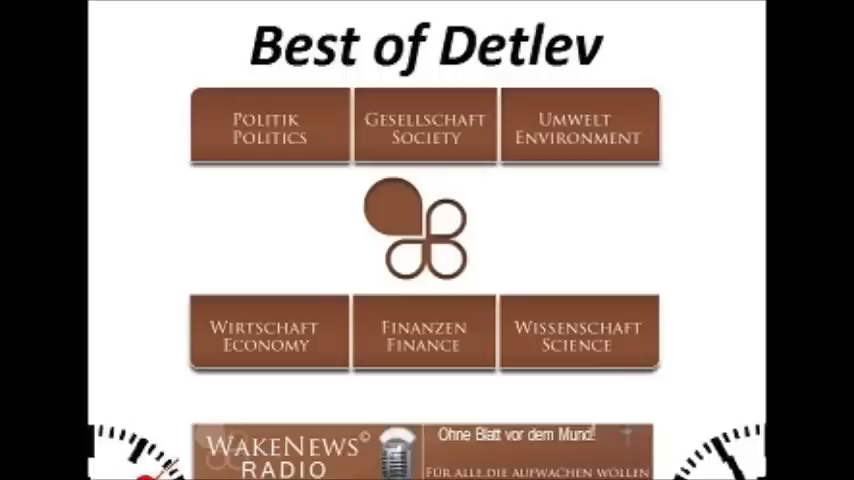 Best of Detlev
POLITIK
POLITICS
GESELLSCHAFT
SOCIETY
UMWELT
ENVIRONMENT
WIRTSCHAFT
ECONOMY
FINANZEN
FINANCE
WISSENSCHAFT
SCIENCE
WAKENEWS©
RADIO
Ohne Blatt vor dem Mund!
FÜR ALLE, DIE AUFWACHEN WOLLEN